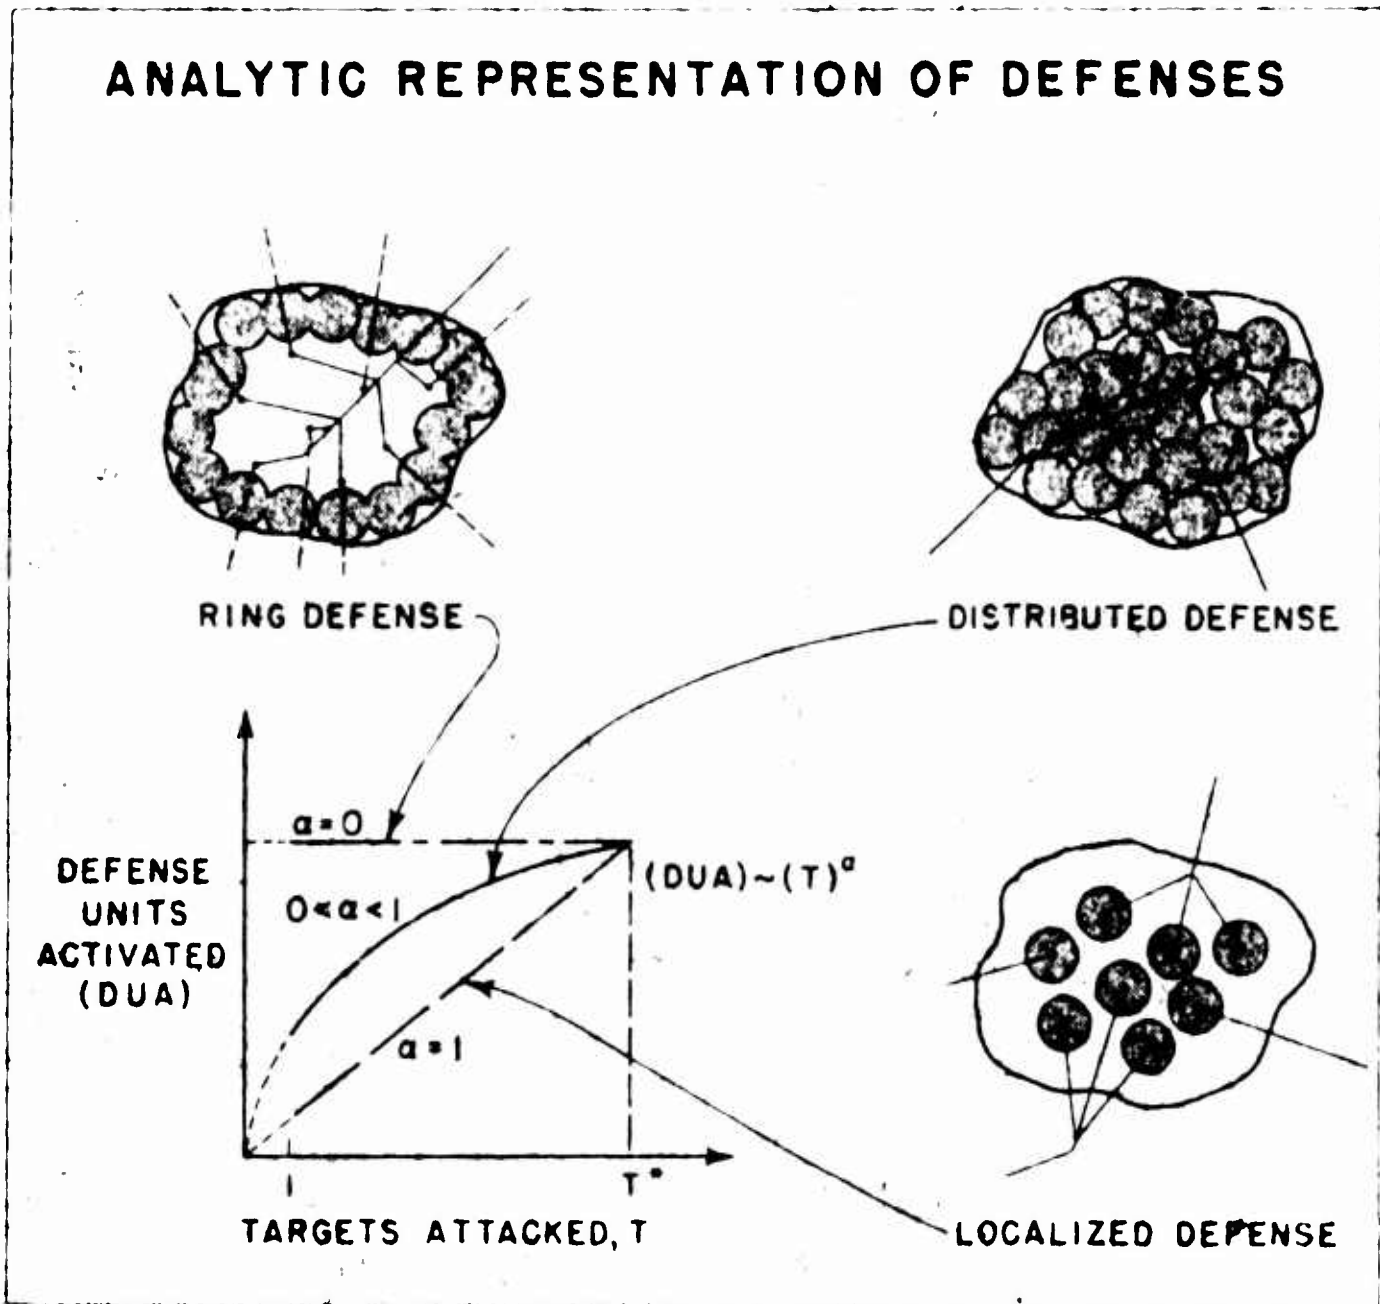 ANALYTIC REPRESENTATION OF DEFENSES
RING DEFENSE
DISTRIBUTED DEFENSE
α=0
(DUA)~(T)^α
0<α<1
DEFENSE
UNITS
ACTIVATED
(DUA)
α=1
1
T*
TARGETS ATTACKED, T
LOCALIZED DEFENSE